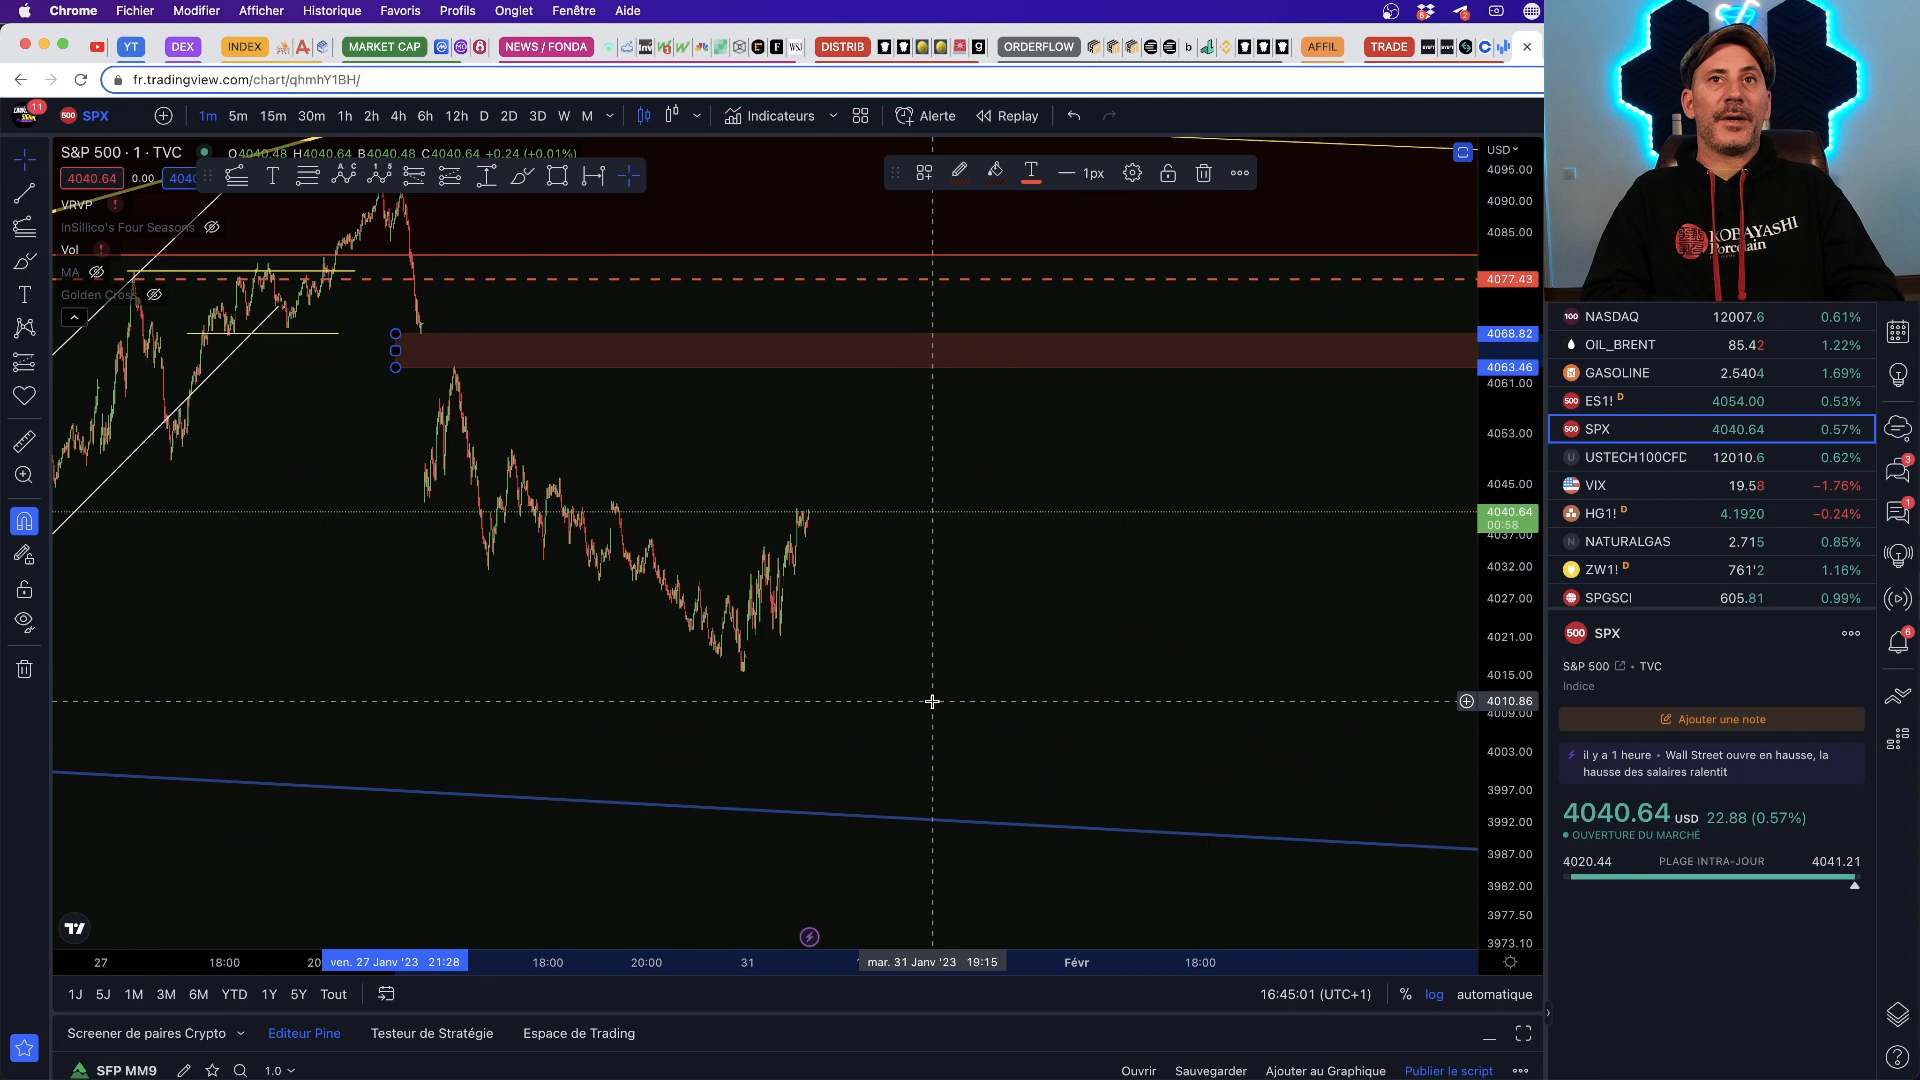 Chrome Fichier Modifier Afficher Historique Favoris Profils Onglet Fenêtre Aide
YT DEX INDEX MARKET CAP NEWS / FONDA DISTRIB ORDERFLOW AFFIL TRADE
fr.tradingview.com/chart/qhmhY1BH/
11 500 SPX 1m 5m 15m 30m 1h 2h 4h 6h 12h D 2D 3D W M Indicateurs Alerte Replay
S&P 500 · 1 · TVC O4040.48 H4040.64 B4040.48 C4040.64 +0.24 (+0.01%)
4040.64 0.00 4040
1px
VRVP
InSillico's Four Seasons
Vol
MA
Golden Cross
USD
4095.00
4090.00
4085.00
4077.43
4068.82
4063.46
4061.00
4053.00
4045.00
4040.64
00:58
4037.00
4032.00
4027.00
4021.00
4015.00
4010.86
4009.00
4003.00
3997.00
3992.00
3987.00
3982.00
3977.50
3973.10
27 18:00 20 ven. 27 Janv '23 21:28 18:00 20:00 31 mar. 31 Janv '23 19:15 Févr 18:00
1J 5J 1M 3M 6M YTD 1Y 5Y Tout 16:45:01 (UTC+1) % log automatique
Screener de paires Crypto Editeur Pine Testeur de Stratégie Espace de Trading
SFP MM9 1.0 Ouvrir Sauvegarder Ajouter au Graphique Publier le script
KOBAYASHI
Porcelain
100 NASDAQ 12007.6 0.61%
OIL_BRENT 85.42 1.22%
GASOLINE 2.5404 1.69%
500 ES1! D 4054.00 0.53%
500 SPX 4040.64 0.57%
U USTECH100CFD 12010.6 0.62%
VIX 19.58 −1.76%
HG1! D 4.1920 −0.24%
N NATURALGAS 2.715 0.85%
ZW1! D 761'2 1.16%
SPGSCI 605.81 0.99%
500 SPX
S&P 500 • TVC
Indice
Ajouter une note
il y a 1 heure • Wall Street ouvre en hausse, la
hausse des salaires ralentit
4040.64 USD 22.88 (0.57%)
OUVERTURE DU MARCHÉ
4020.44 PLAGE INTRA-JOUR 4041.21
3
1
6